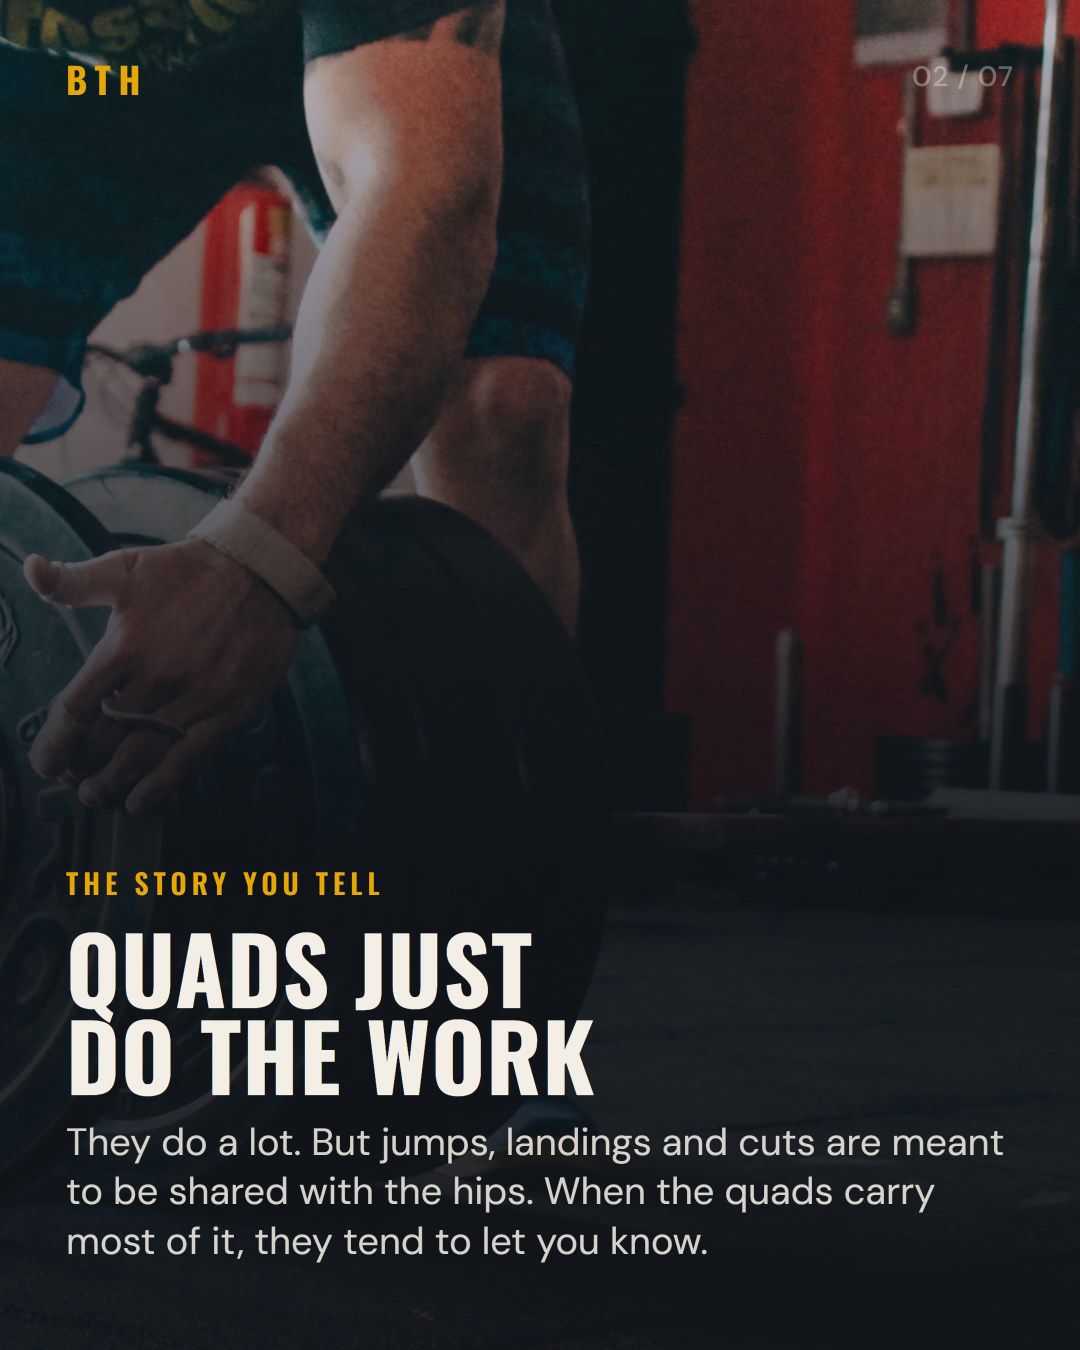 BTH
02 / 07
THE STORY YOU TELL
QUADS JUST
DO THE WORK
They do a lot. But jumps, landings and cuts are meant
to be shared with the hips. When the quads carry
most of it, they tend to let you know.